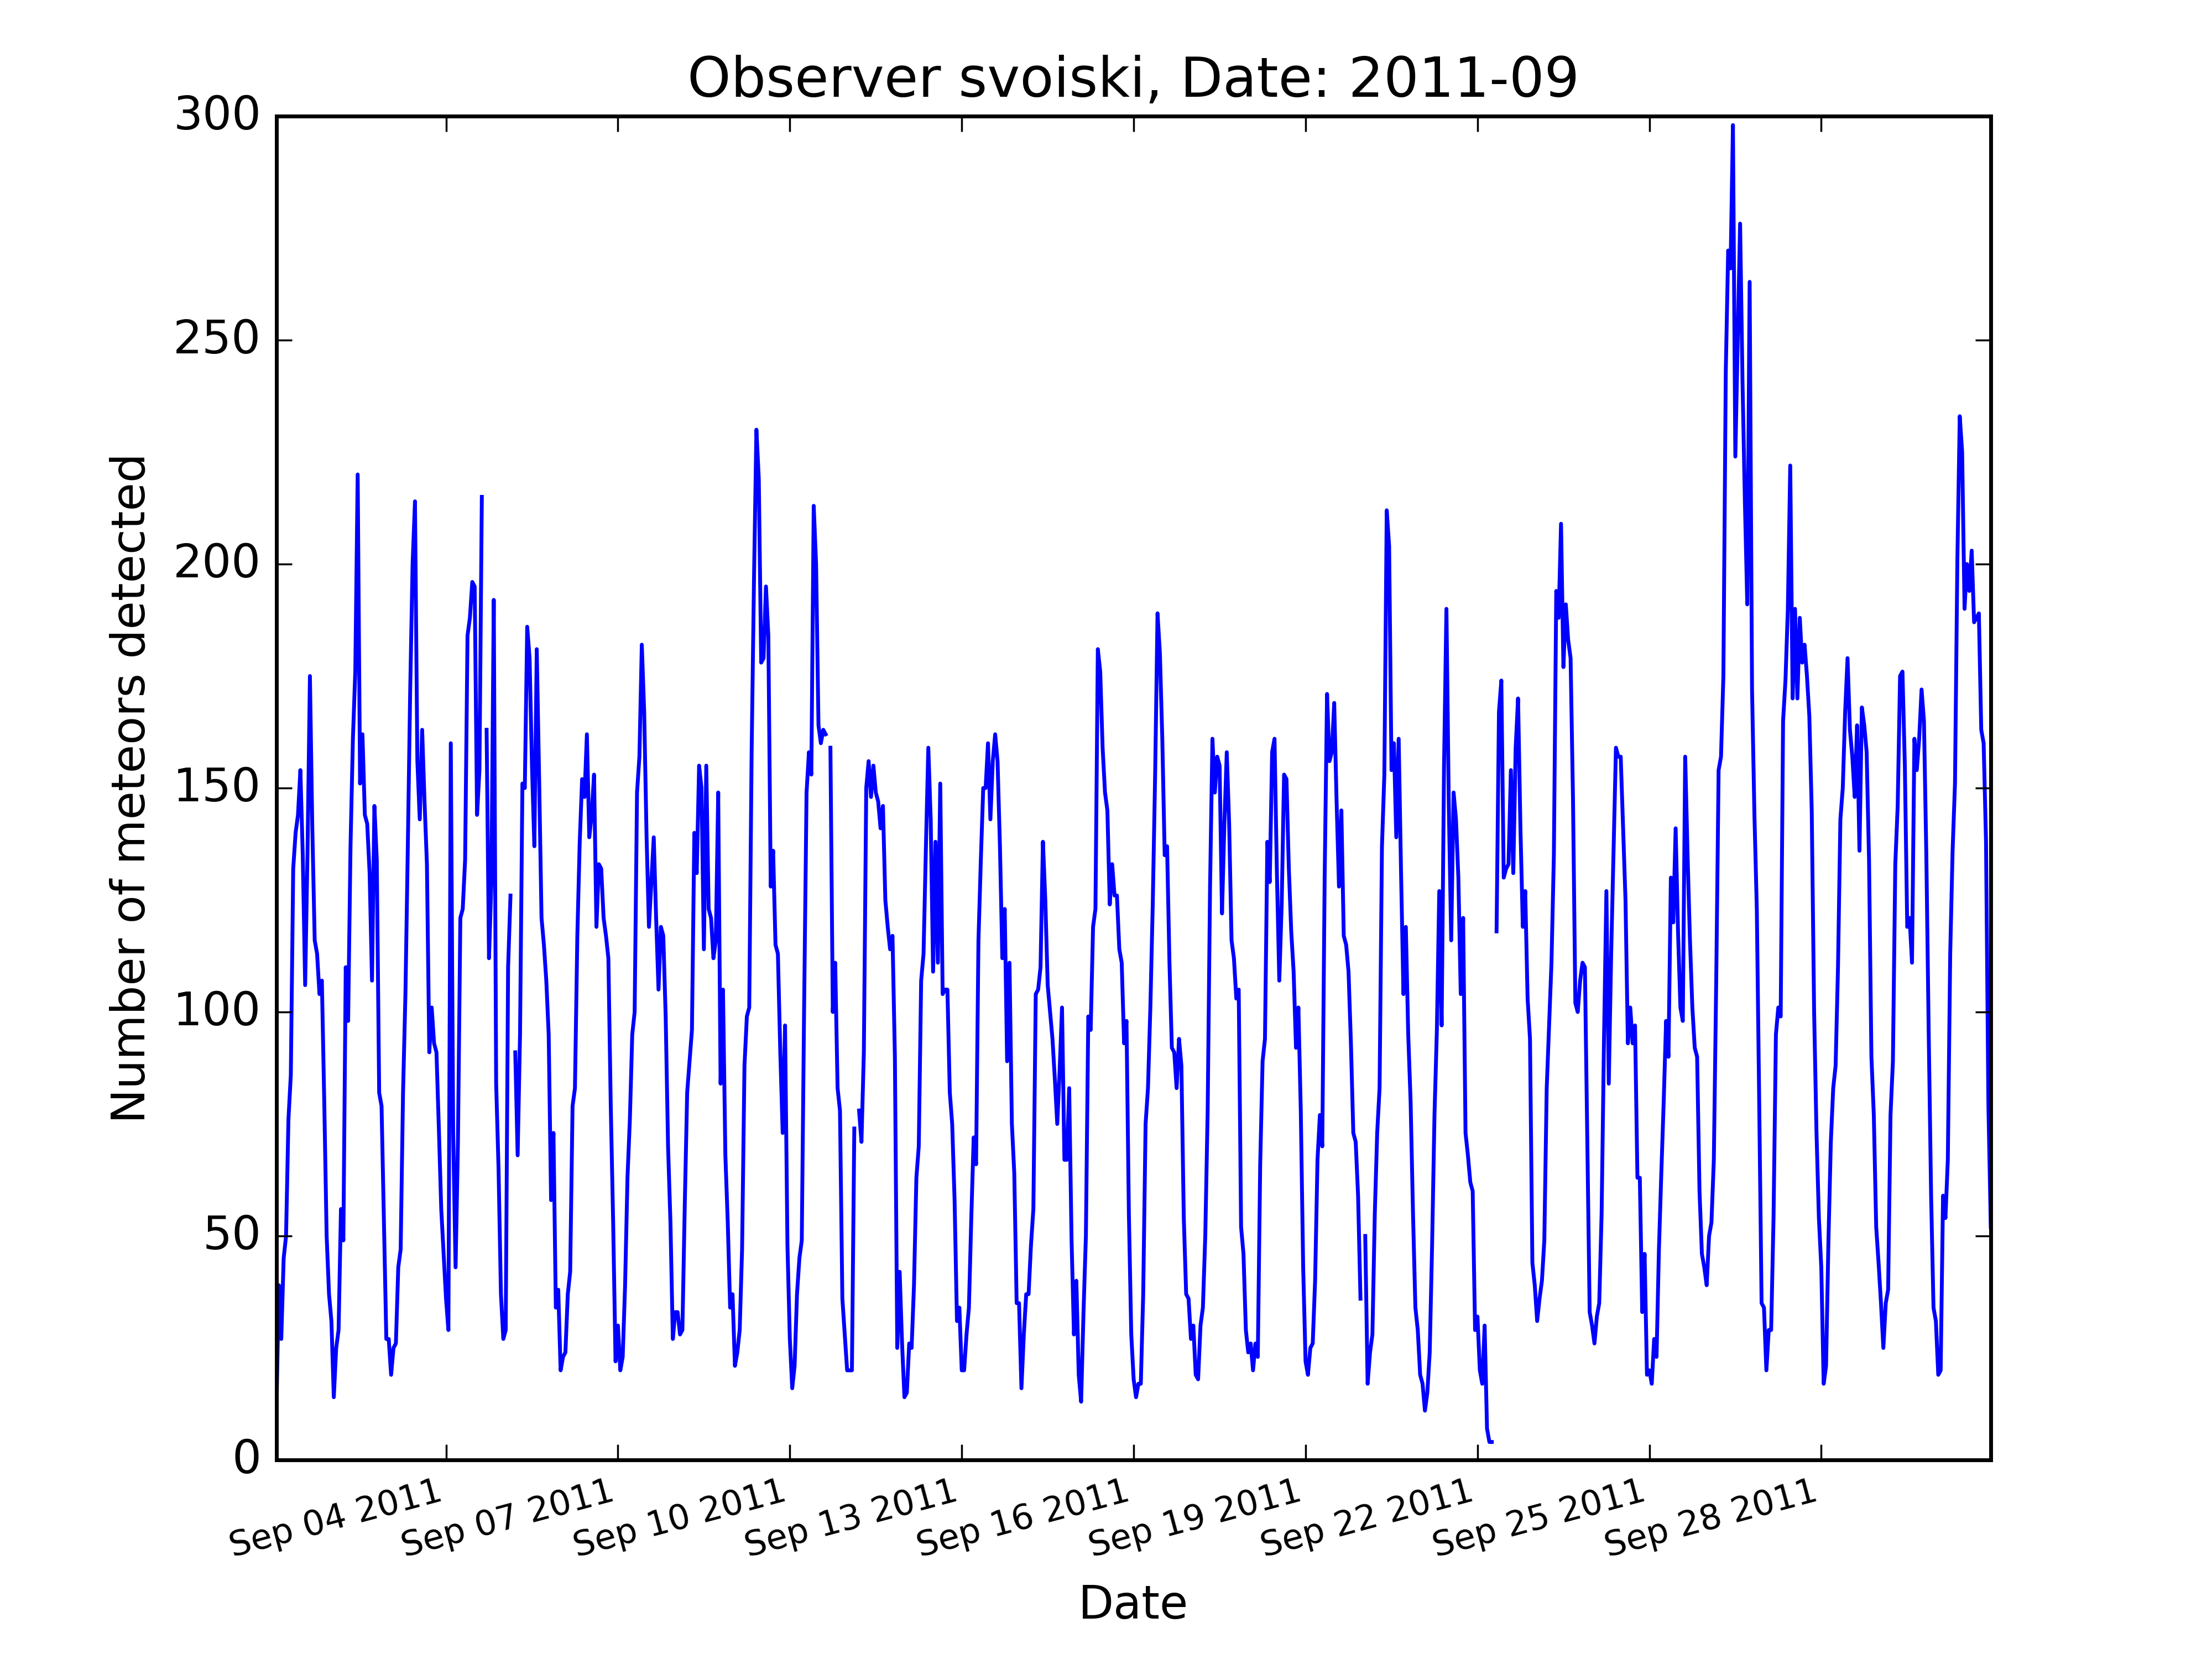 Observer svoiski, Date: 2011-09
300
250
200
150
100
50
0
Number of meteors detected
Sep 04 2011
Sep 07 2011
Sep 10 2011
Sep 13 2011
Sep 16 2011
Sep 19 2011
Sep 22 2011
Sep 25 2011
Sep 28 2011
Date